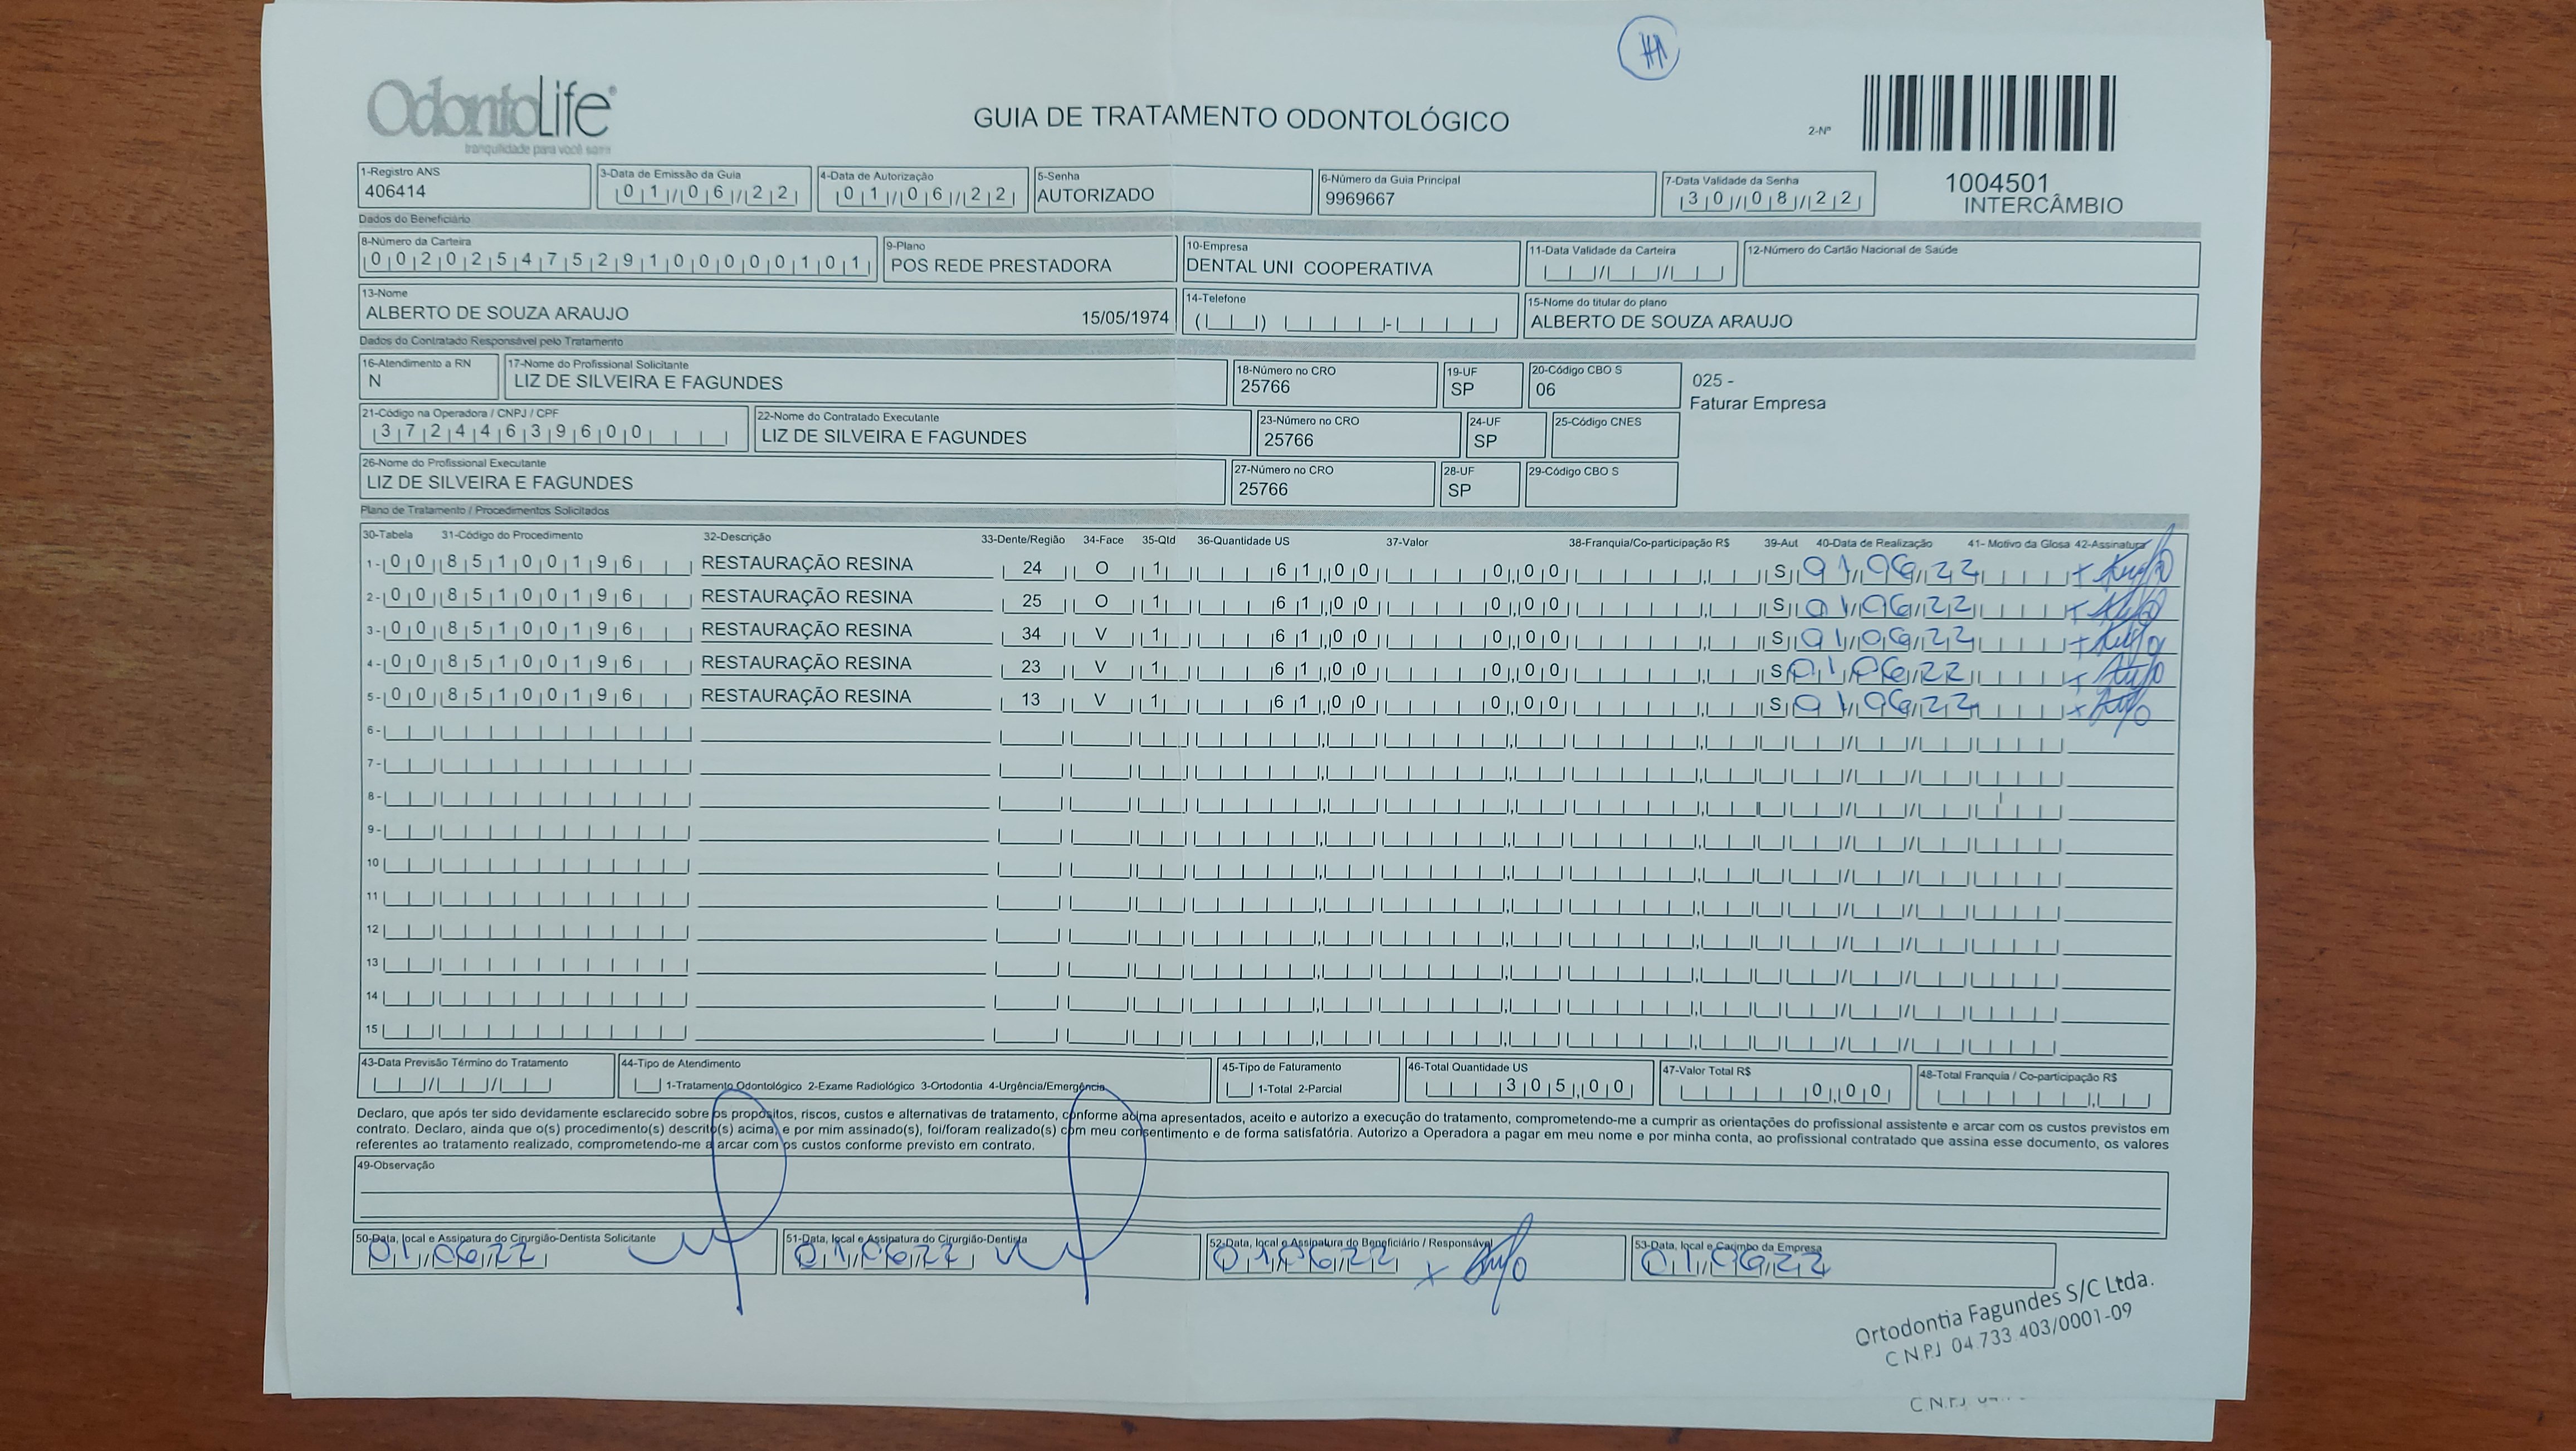 OdontoLife
tranquilidade para você sorrir
GUIA DE TRATAMENTO ODONTOLÓGICO
2-Nº
1004501
INTERCÂMBIO
1-Registro ANS
406414
3-Data de Emissão da Guia
01/06/22
4-Data de Autorização
01/06/22
5-Senha
AUTORIZADO
6-Número da Guia Principal
9969667
7-Data Validade da Senha
30/08/22
Dados do Beneficiário
8-Número da Carteira
00202547529100000101
9-Plano
POS REDE PRESTADORA
10-Empresa
DENTAL UNI COOPERATIVA
11-Data Validade da Carteira
12-Número do Cartão Nacional de Saúde
13-Nome
ALBERTO DE SOUZA ARAUJO 15/05/1974
14-Telefone
15-Nome do titular do plano
ALBERTO DE SOUZA ARAUJO
Dados do Contratado Responsável pelo Tratamento
16-Atendimento a RN
N
17-Nome do Profissional Solicitante
LIZ DE SILVEIRA E FAGUNDES
18-Número no CRO
25766
19-UF
SP
20-Código CBO S
06
025 -
Faturar Empresa
21-Código na Operadora / CNPJ / CPF
37244639600
22-Nome do Contratado Executante
LIZ DE SILVEIRA E FAGUNDES
23-Número no CRO
25766
24-UF
SP
25-Código CNES
26-Nome do Profissional Executante
LIZ DE SILVEIRA E FAGUNDES
27-Número no CRO
25766
28-UF
SP
29-Código CBO S
Plano de Tratamento / Procedimentos Solicitados
30-Tabela 31-Código do Procedimento 32-Descrição 33-Dente/Região 34-Face 35-Qtd 36-Quantidade US 37-Valor 38-Franquia/Co-participação R$ 39-Aut 40-Data de Realização 41- Motivo da Glosa 42-Assinatura
1- 00 85100196 RESTAURAÇÃO RESINA 24 O 1 61,00 0,00 S 01/06/22
2- 00 85100196 RESTAURAÇÃO RESINA 25 O 1 61,00 0,00 S 01/06/22
3- 00 85100196 RESTAURAÇÃO RESINA 34 V 1 61,00 0,00 S 01/06/22
4- 00 85100196 RESTAURAÇÃO RESINA 23 V 1 61,00 0,00 S 01/06/22
5- 00 85100196 RESTAURAÇÃO RESINA 13 V 1 61,00 0,00 S 01/06/22
6-
7-
8-
9-
10
11
12
13
14
15
43-Data Previsão Término do Tratamento
44-Tipo de Atendimento
1-Tratamento Odontológico 2-Exame Radiológico 3-Ortodontia 4-Urgência/Emergência
45-Tipo de Faturamento
1-Total 2-Parcial
46-Total Quantidade US
305,00
47-Valor Total R$
0,00
48-Total Franquia / Co-participação R$
Declaro, que após ter sido devidamente esclarecido sobre os propósitos, riscos, custos e alternativas de tratamento, conforme acima apresentados, aceito e autorizo a execução do tratamento, comprometendo-me a cumprir as orientações do profissional assistente e arcar com os custos previstos em
contrato. Declaro, ainda que o(s) procedimento(s) descrito(s) acima, e por mim assinado(s), foi/foram realizado(s) com meu consentimento e de forma satisfatória. Autorizo a Operadora a pagar em meu nome e por minha conta, ao profissional contratado que assina esse documento, os valores
referentes ao tratamento realizado, comprometendo-me a arcar com os custos conforme previsto em contrato.
49-Observação
50-Data, local e Assinatura do Cirurgião-Dentista Solicitante
01/06/22
51-Data, local e Assinatura do Cirurgião-Dentista
01/06/22
52-Data, local e Assinatura do Beneficiário / Responsável
01/06/22
53-Data, local e Carimbo da Empresa
01/06/22
Ortodontia Fagundes S/C Ltda.
C.N.P.J 04.733.403/0001-09